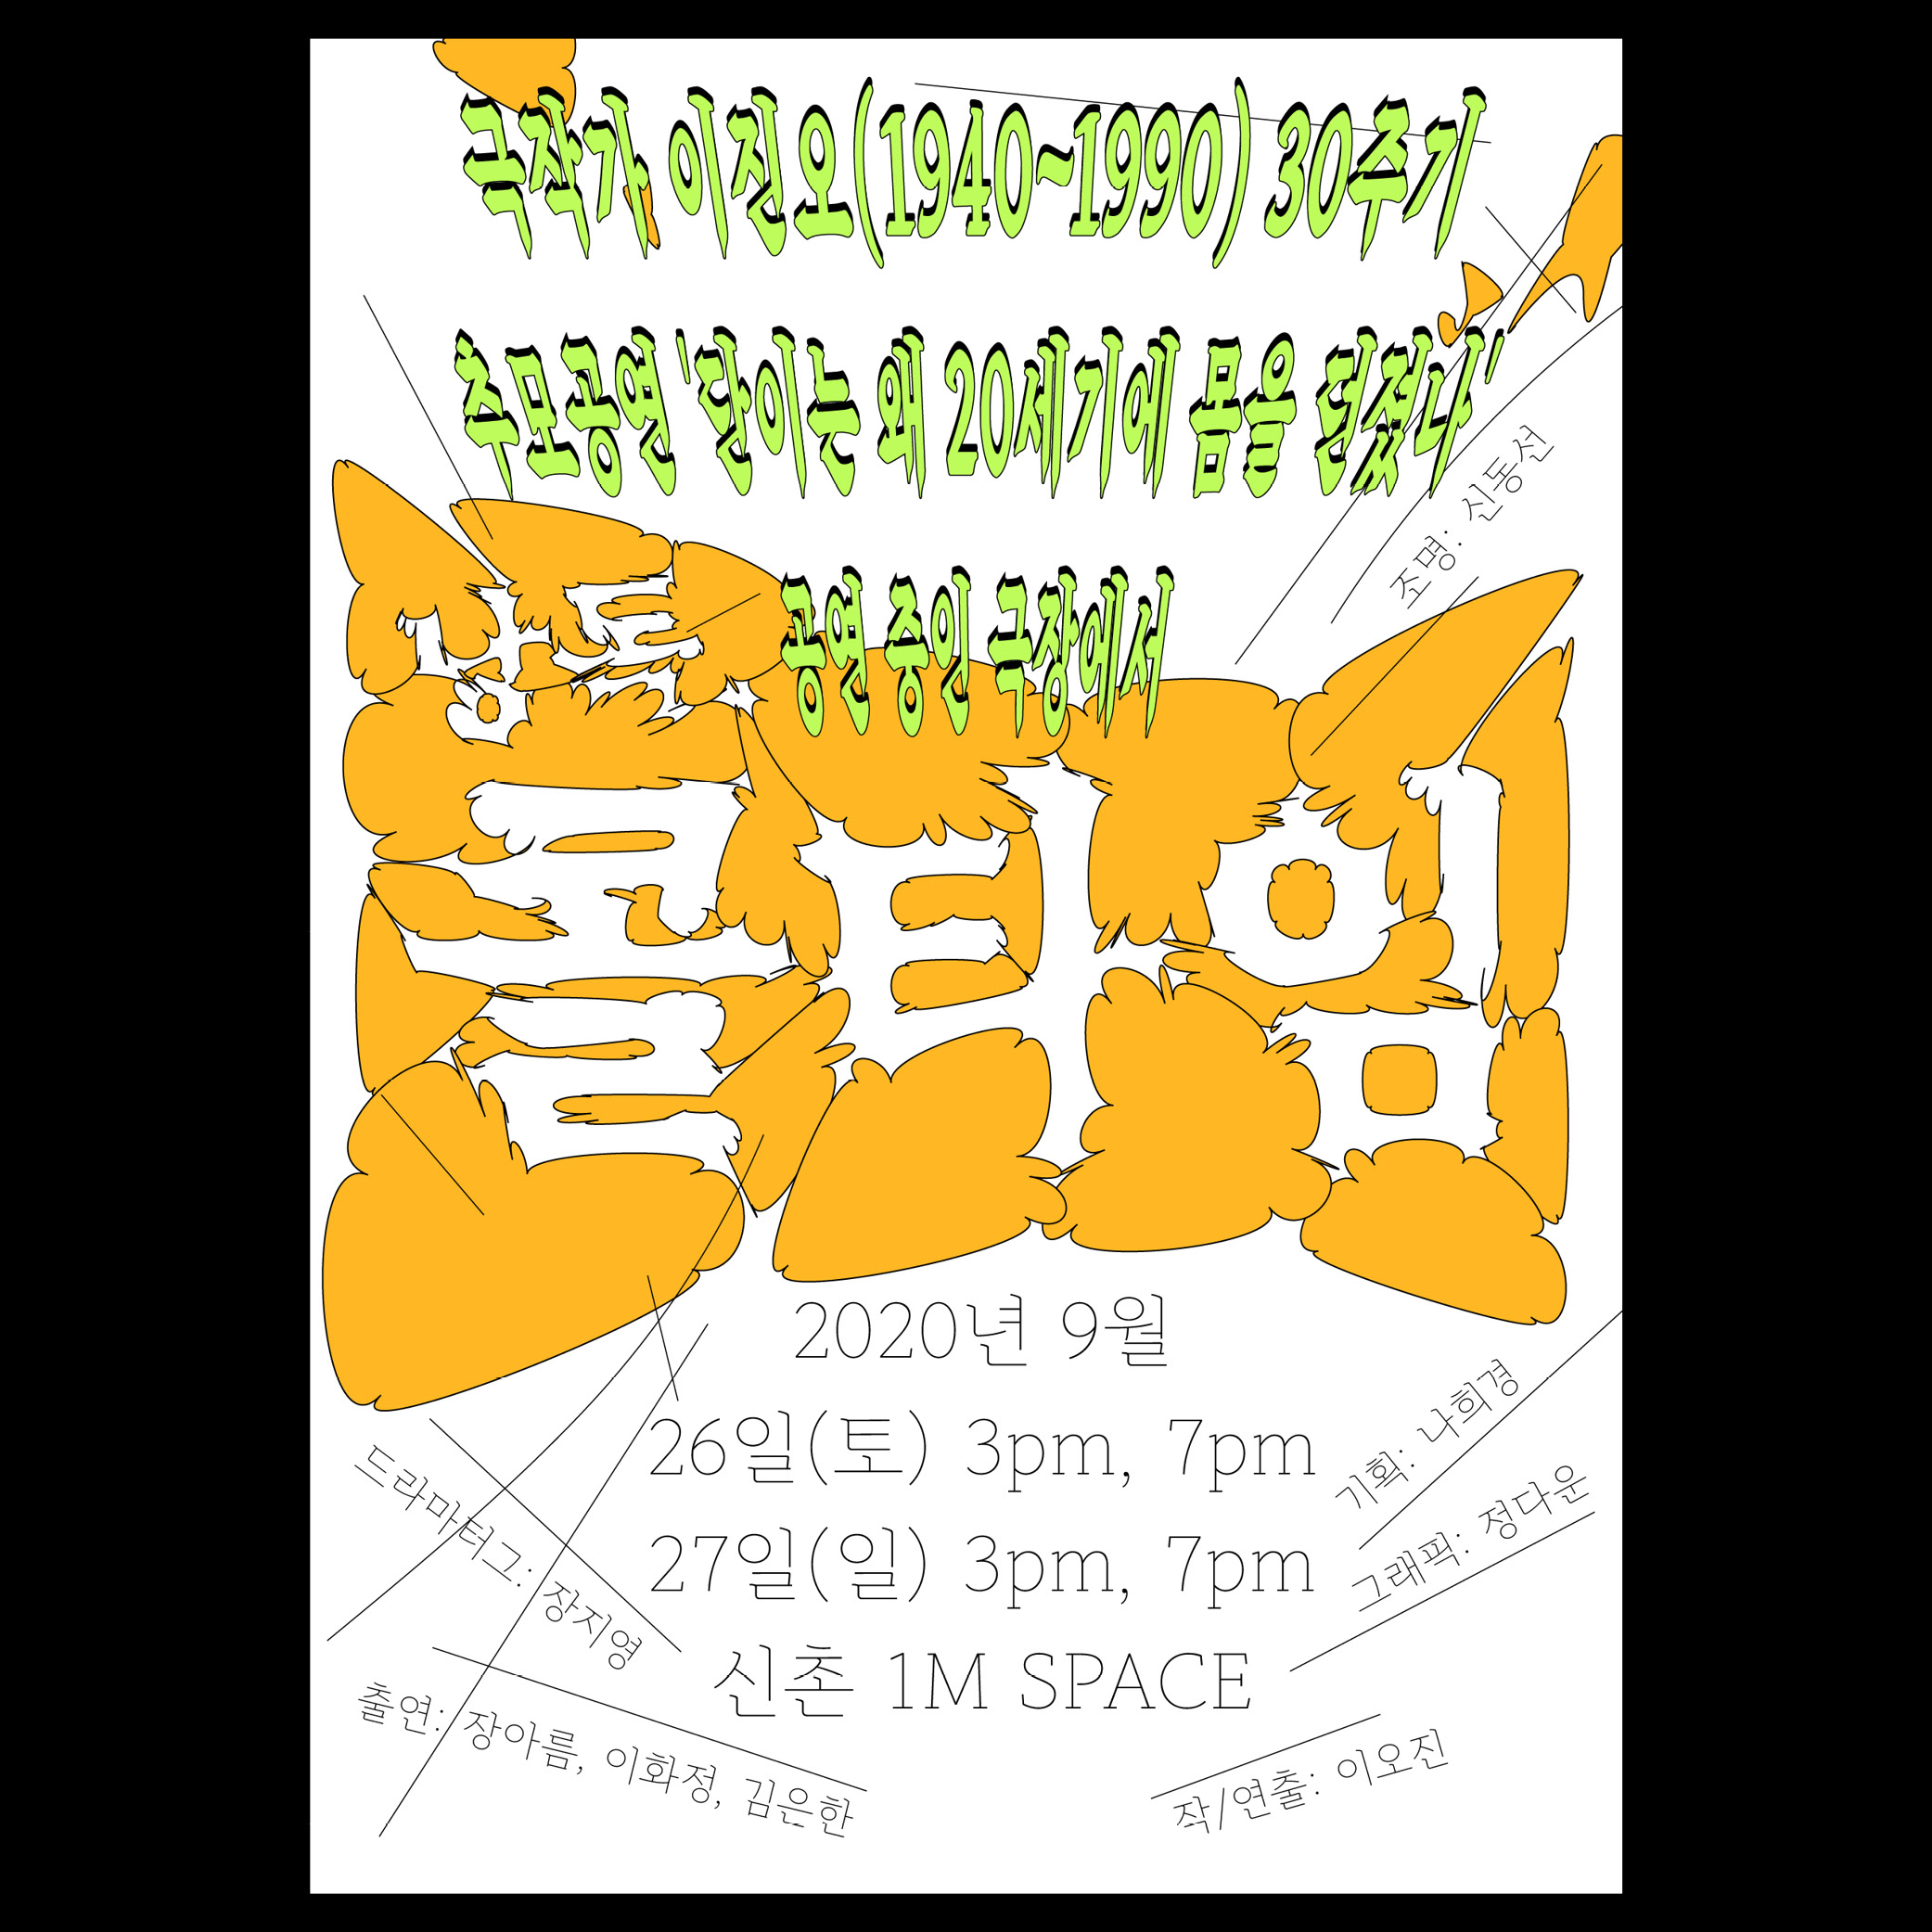 극작가 이진오(1940~1990) 30주기
추모공연 '단이는 왜 20세기에 몸을 던졌나'
공연 중인 극장에서
조명: 신동선
콜타임
2020년 9월
26일(토) 3pm, 7pm
27일(일) 3pm, 7pm
신촌 1M SPACE
기획: 나희경
그래픽: 정다운
드라마터그: 장지영
출연: 장아름, 이화정, 김은한
작/연출: 이오진